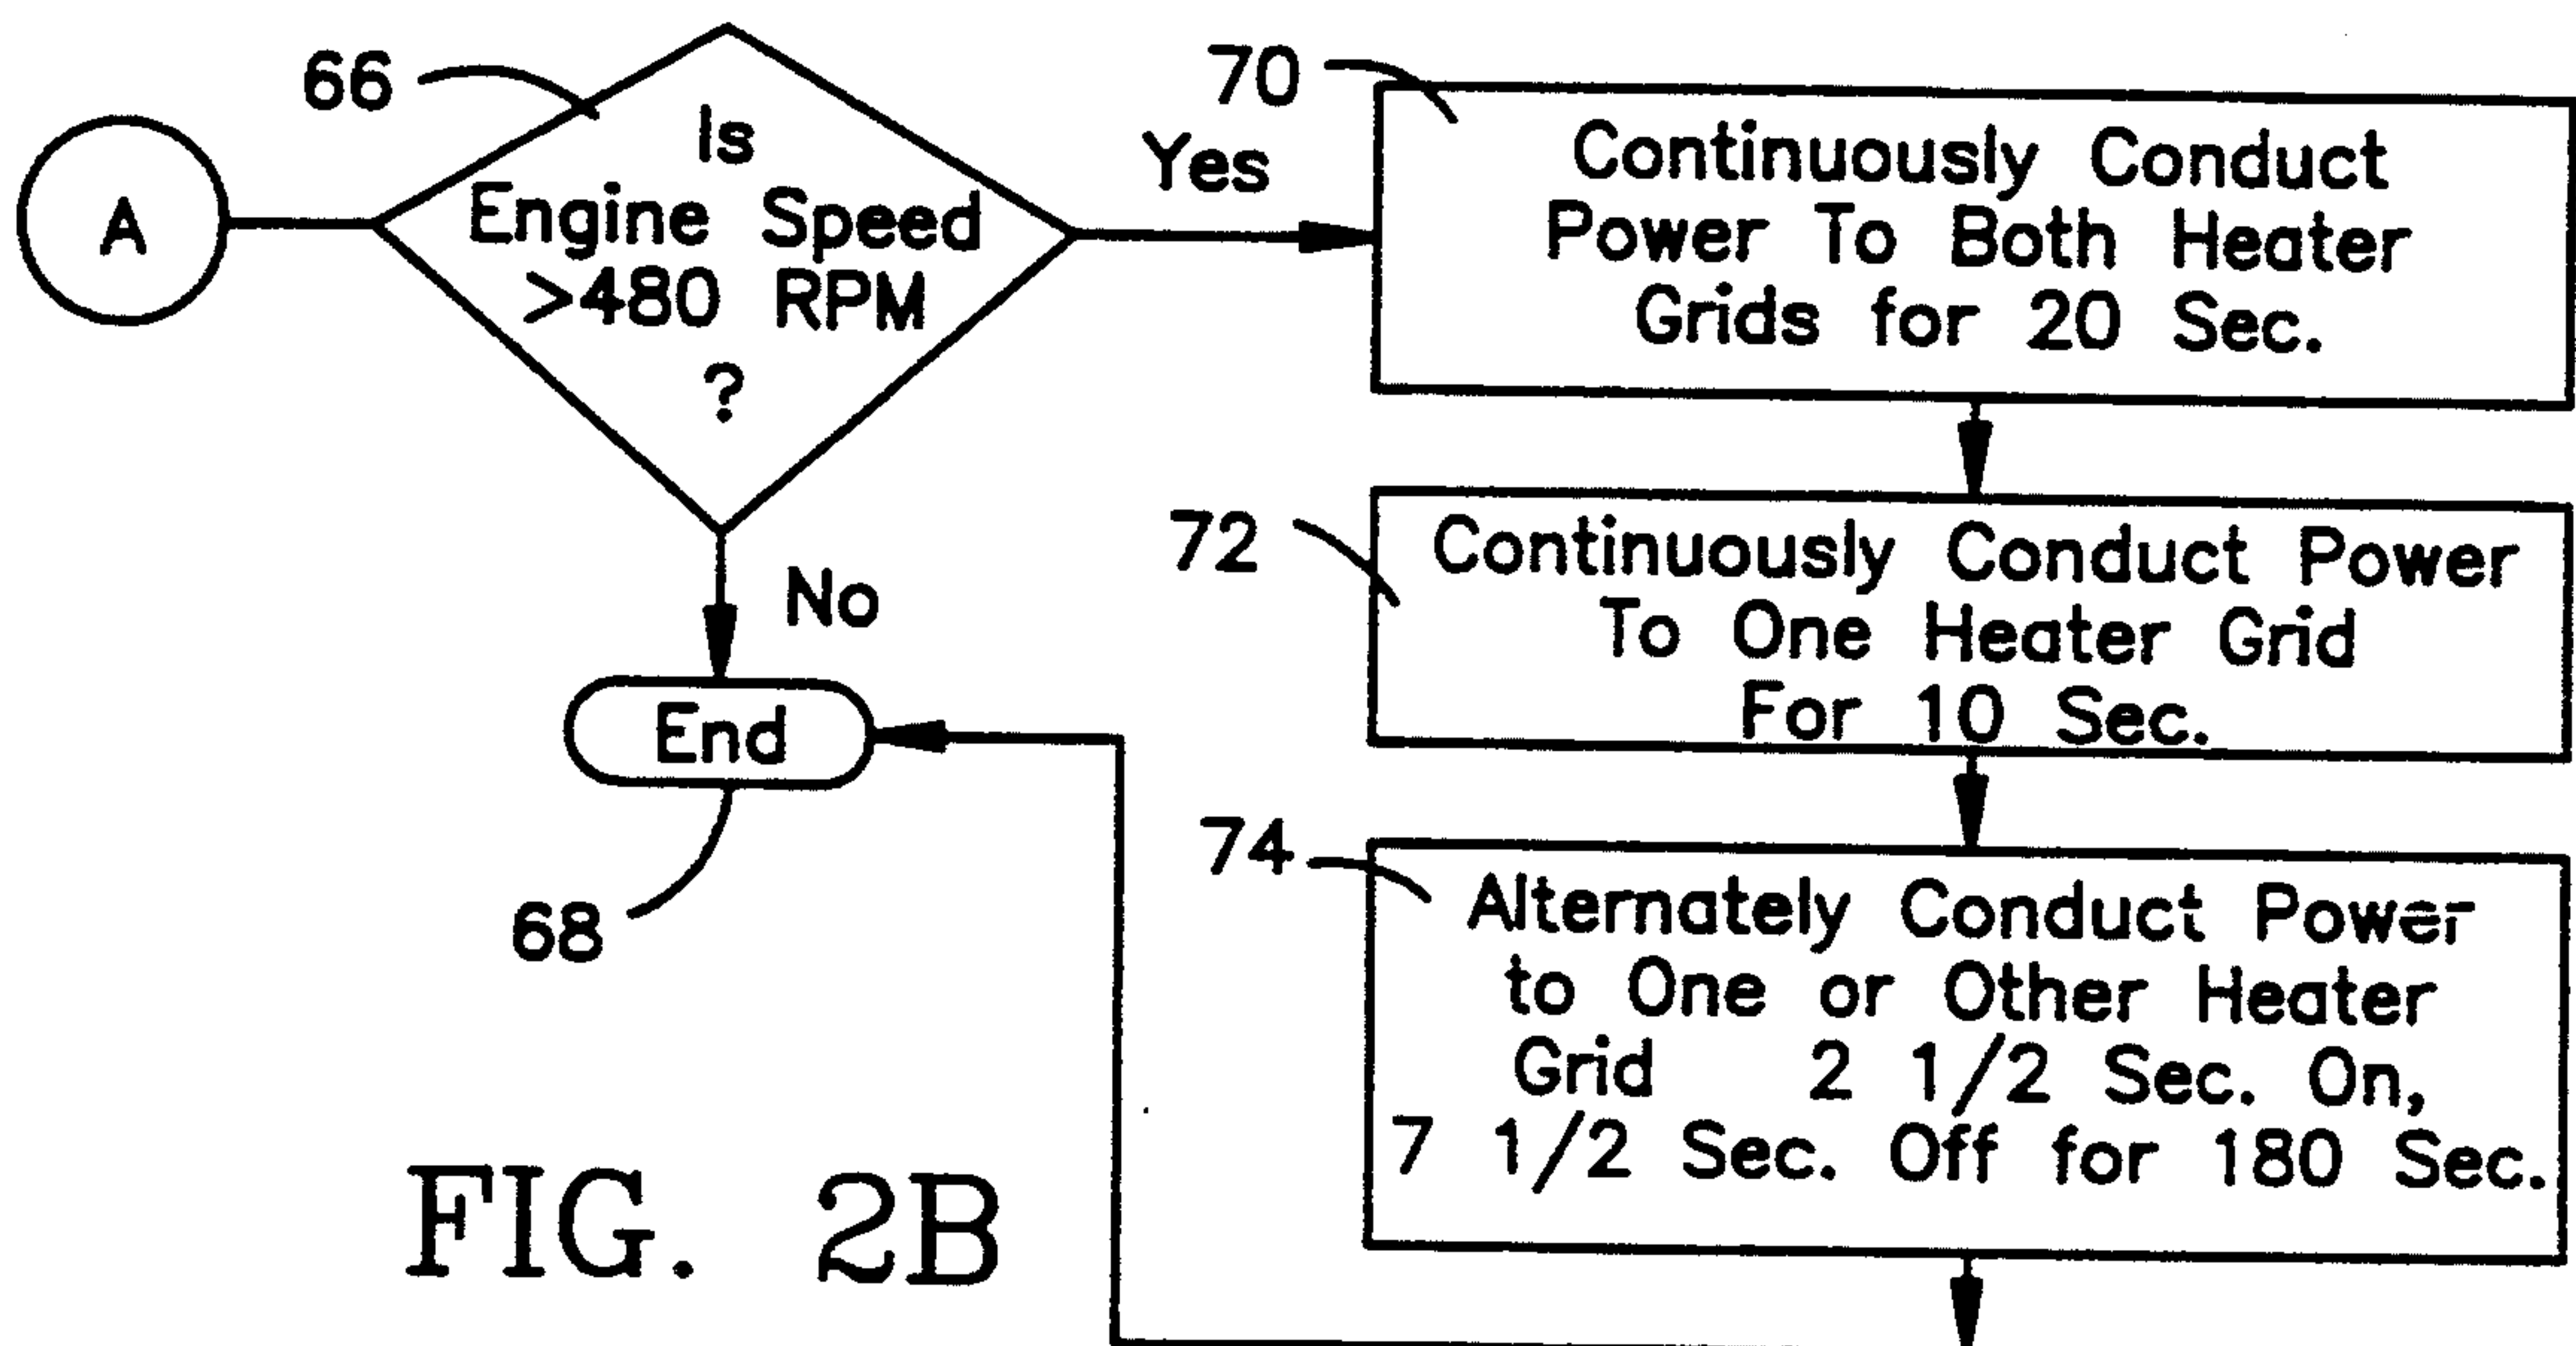 66
A
Is
Engine Speed
>480 RPM
?
Yes
No
End
68
70
Continuously Conduct
Power To Both Heater
Grids for 20 Sec.
72
Continuously Conduct Power
To One Heater Grid
For 10 Sec.
74
Alternately Conduct Power
to One or Other Heater
Grid 2 1/2 Sec. On,
7 1/2 Sec. Off for 180 Sec.
FIG. 2B